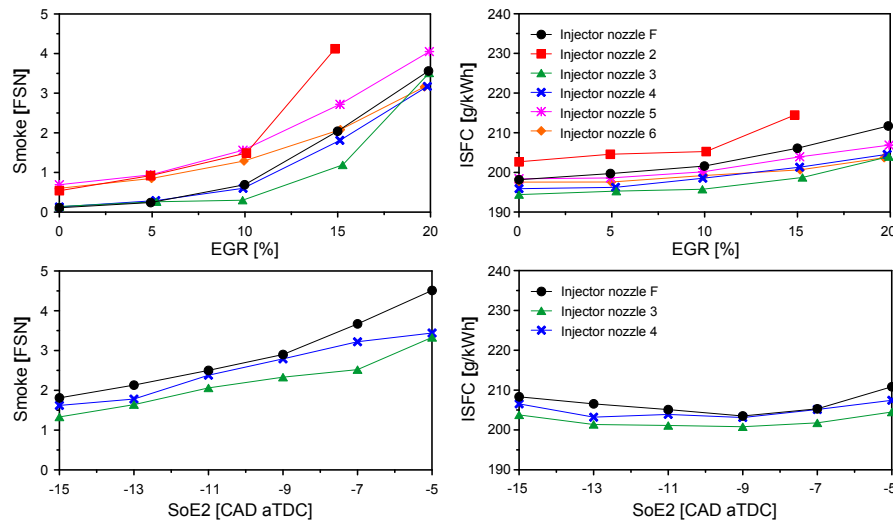 5
4
3
2
1
0
Smoke [FSN]
0
5
10
15
20
EGR [%]
240
230
220
210
200
190
ISFC [g/kWh]
Injector nozzle F
Injector nozzle 2
Injector nozzle 3
Injector nozzle 4
Injector nozzle 5
Injector nozzle 6
0
5
10
15
20
EGR [%]
5
4
3
2
1
0
Smoke [FSN]
-15
-13
-11
-9
-7
-5
SoE2 [CAD aTDC]
240
230
220
210
200
190
ISFC [g/kWh]
Injector nozzle F
Injector nozzle 3
Injector nozzle 4
-15
-13
-11
-9
-7
-5
SoE2 [CAD aTDC]